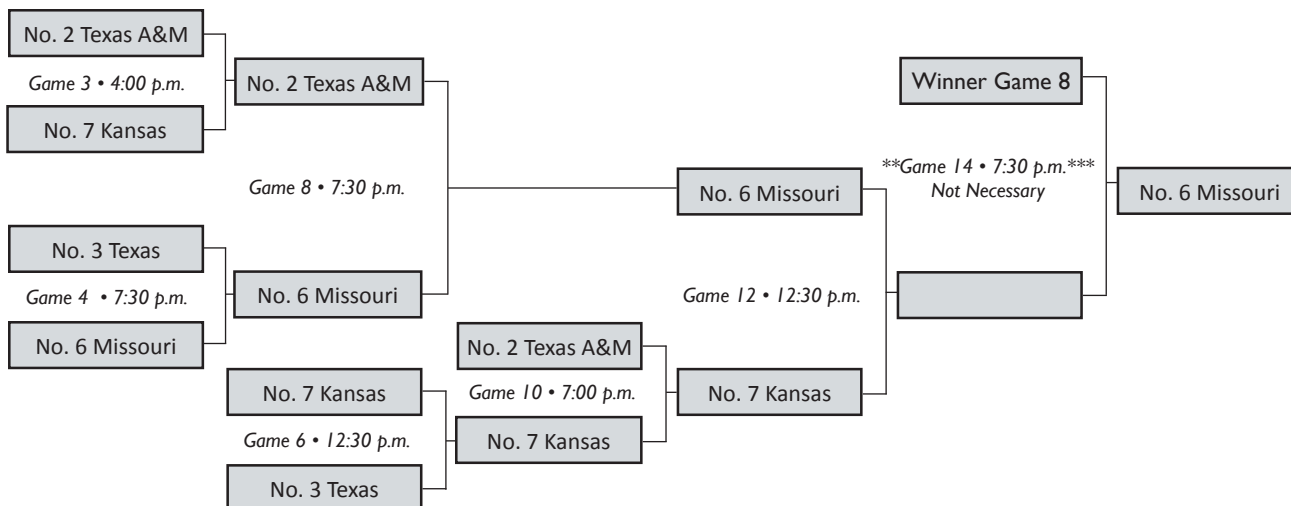 No. 2 Texas A&M
Game 3 • 4:00 p.m.
No. 7 Kansas
No. 2 Texas A&M
Game 8 • 7:30 p.m.
No. 3 Texas
Game 4 • 7:30 p.m.
No. 6 Missouri
No. 6 Missouri
No. 7 Kansas
Game 6 • 12:30 p.m.
No. 3 Texas
No. 2 Texas A&M
Game 10 • 7:00 p.m.
No. 7 Kansas
No. 6 Missouri
Game 12 • 12:30 p.m.
No. 7 Kansas
Winner Game 8
**Game 14 • 7:30 p.m.***
Not Necessary
No. 6 Missouri